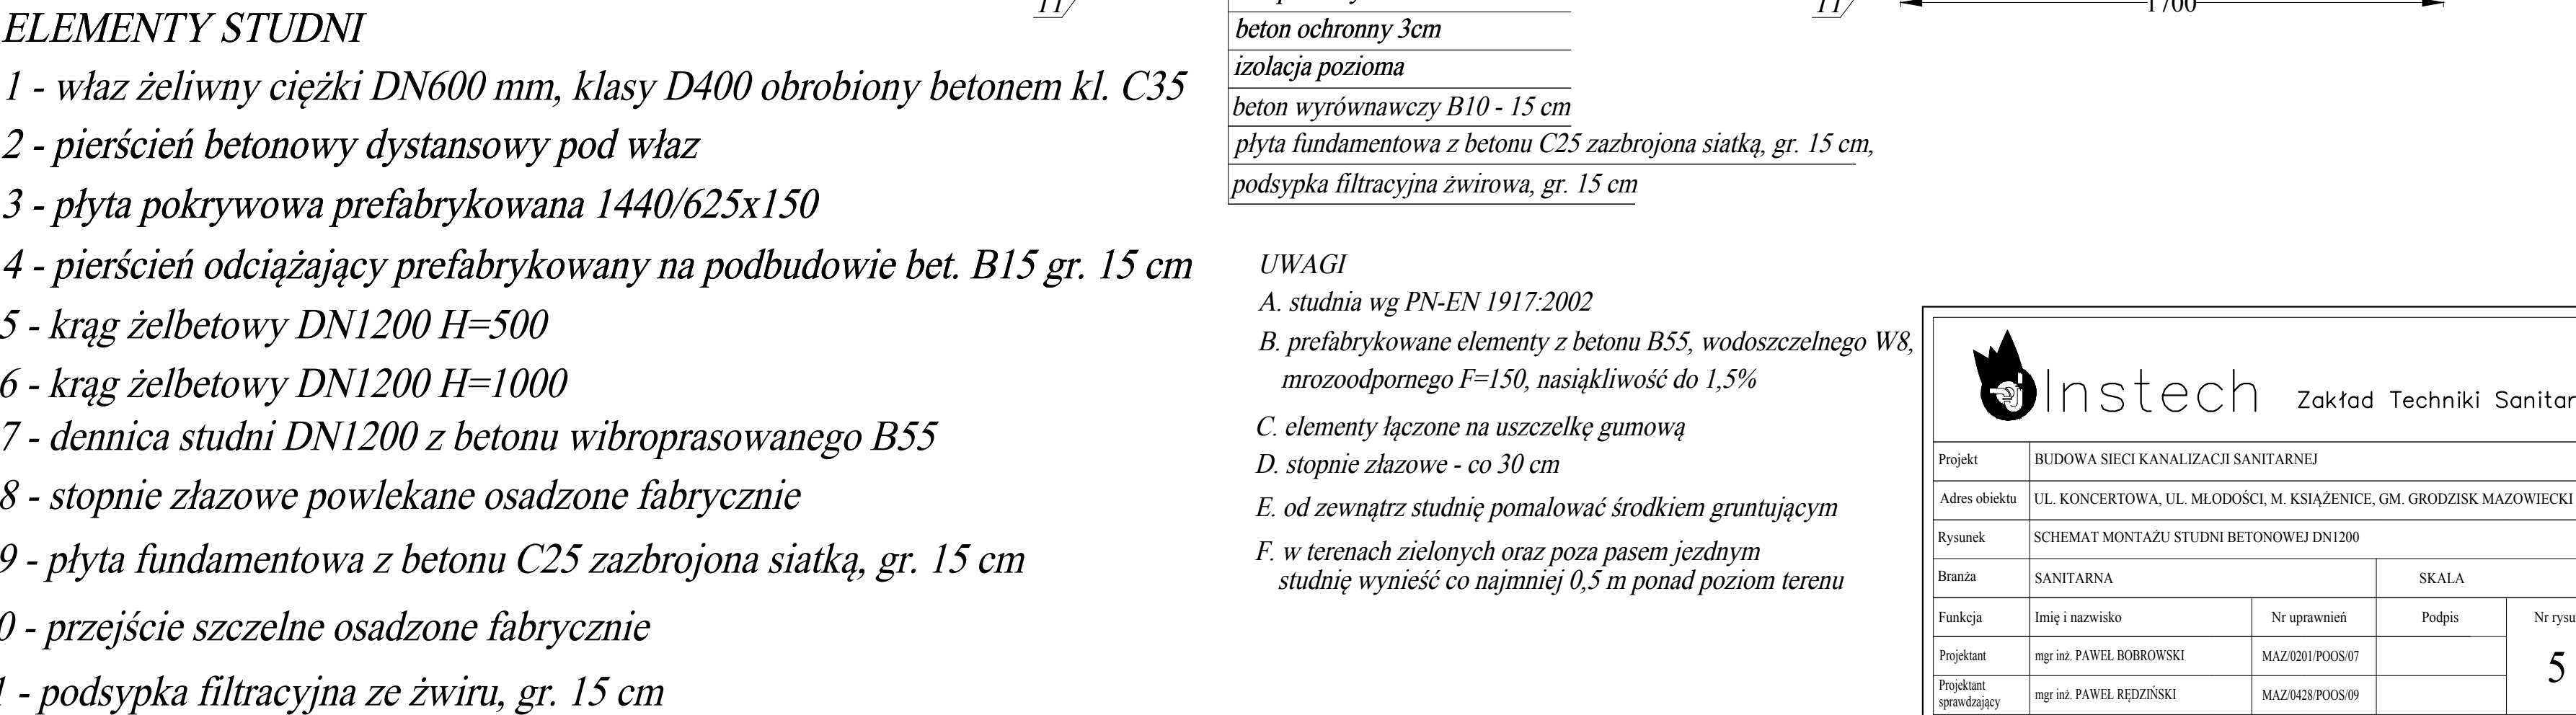 ELEMENTY STUDNI
1 - właz żeliwny ciężki DN600 mm, klasy D400 obrobiony betonem kl. C35
2 - pierścień betonowy dystansowy pod właz
3 - płyta pokrywowa prefabrykowana 1440/625x150
4 - pierścień odciążający prefabrykowany na podbudowie bet. B15 gr. 15 cm
5 - krąg żelbetowy DN1200 H=500
6 - krąg żelbetowy DN1200 H=1000
7 - dennica studni DN1200 z betonu wibroprasowanego B55
8 - stopnie złazowe powlekane osadzone fabrycznie
9 - płyta fundamentowa z betonu C25 zazbrojona siatką, gr. 15 cm
0 - przejście szczelne osadzone fabrycznie
1 - podsypka filtracyjna ze żwiru, gr. 15 cm
11
beton ochronny 3cm
izolacja pozioma
beton wyrównawczy B10 - 15 cm
płyta fundamentowa z betonu C25 zazbrojona siatką, gr. 15 cm,
podsypka filtracyjna żwirowa, gr. 15 cm
11
1700
UWAGI
A. studnia wg PN-EN 1917:2002
B. prefabrykowane elementy z betonu B55, wodoszczelnego W8,
mrozoodpornego F=150, nasiąkliwość do 1,5%
C. elementy łączone na uszczelkę gumową
D. stopnie złazowe - co 30 cm
E. od zewnątrz studnię pomalować środkiem gruntującym
F. w terenach zielonych oraz poza pasem jezdnym
studnię wynieść co najmniej 0,5 m ponad poziom terenu
Instech Zakład Techniki Sanitar
Projekt BUDOWA SIECI KANALIZACJI SANITARNEJ
Adres obiektu UL. KONCERTOWA, UL. MŁODOŚCI, M. KSIĄŻENICE, GM. GRODZISK MAZOWIECKI
Rysunek SCHEMAT MONTAŻU STUDNI BETONOWEJ DN1200
Branża SANITARNA SKALA
Funkcja Imię i nazwisko Nr uprawnień Podpis Nr rysu
Projektant mgr inż. PAWEŁ BOBROWSKI MAZ/0201/POOS/07
5
Projektant
sprawdzający mgr inż. PAWEŁ RĘDZIŃSKI MAZ/0428/POOS/09